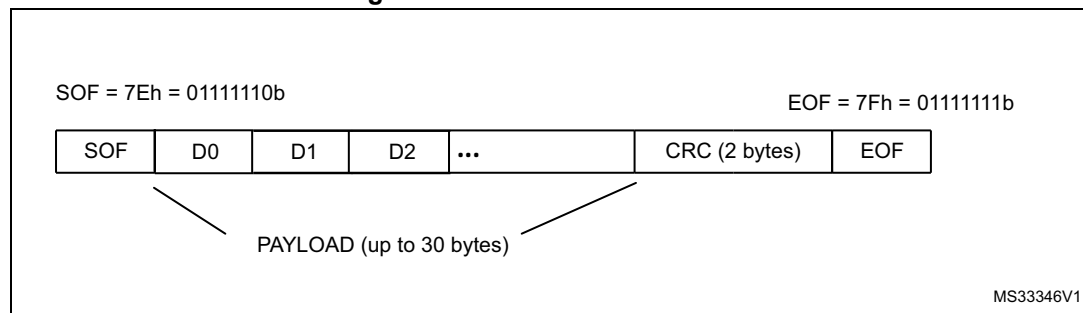 SOF = 7Eh = 01111110b
EOF = 7Fh = 01111111b
SOF D0 D1 D2 ... CRC (2 bytes) EOF
PAYLOAD (up to 30 bytes)
MS33346V1